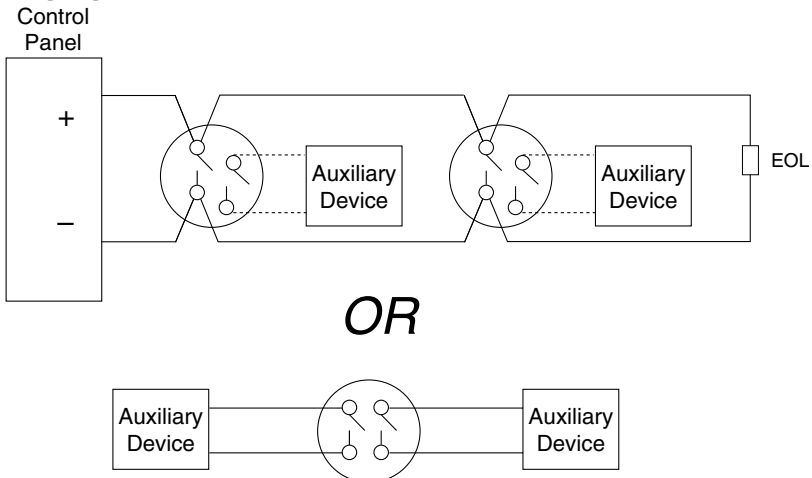 Control
Panel
+
Auxiliary
Device
Auxiliary
Device
EOL
–
OR
Auxiliary
Device
Auxiliary
Device